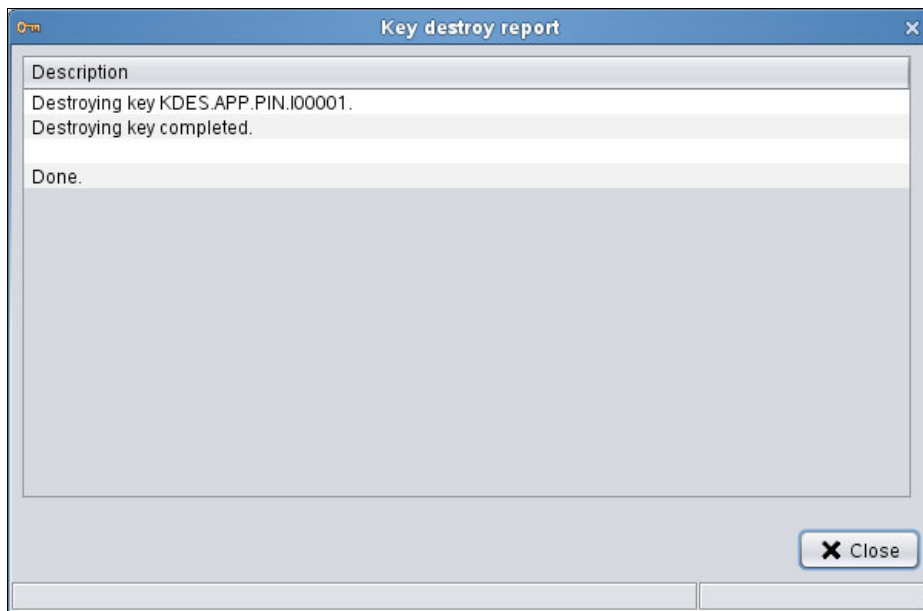 Key destroy report
Description
Destroying key KDES.APP.PIN.I00001.
Destroying key completed.
Done.
Close